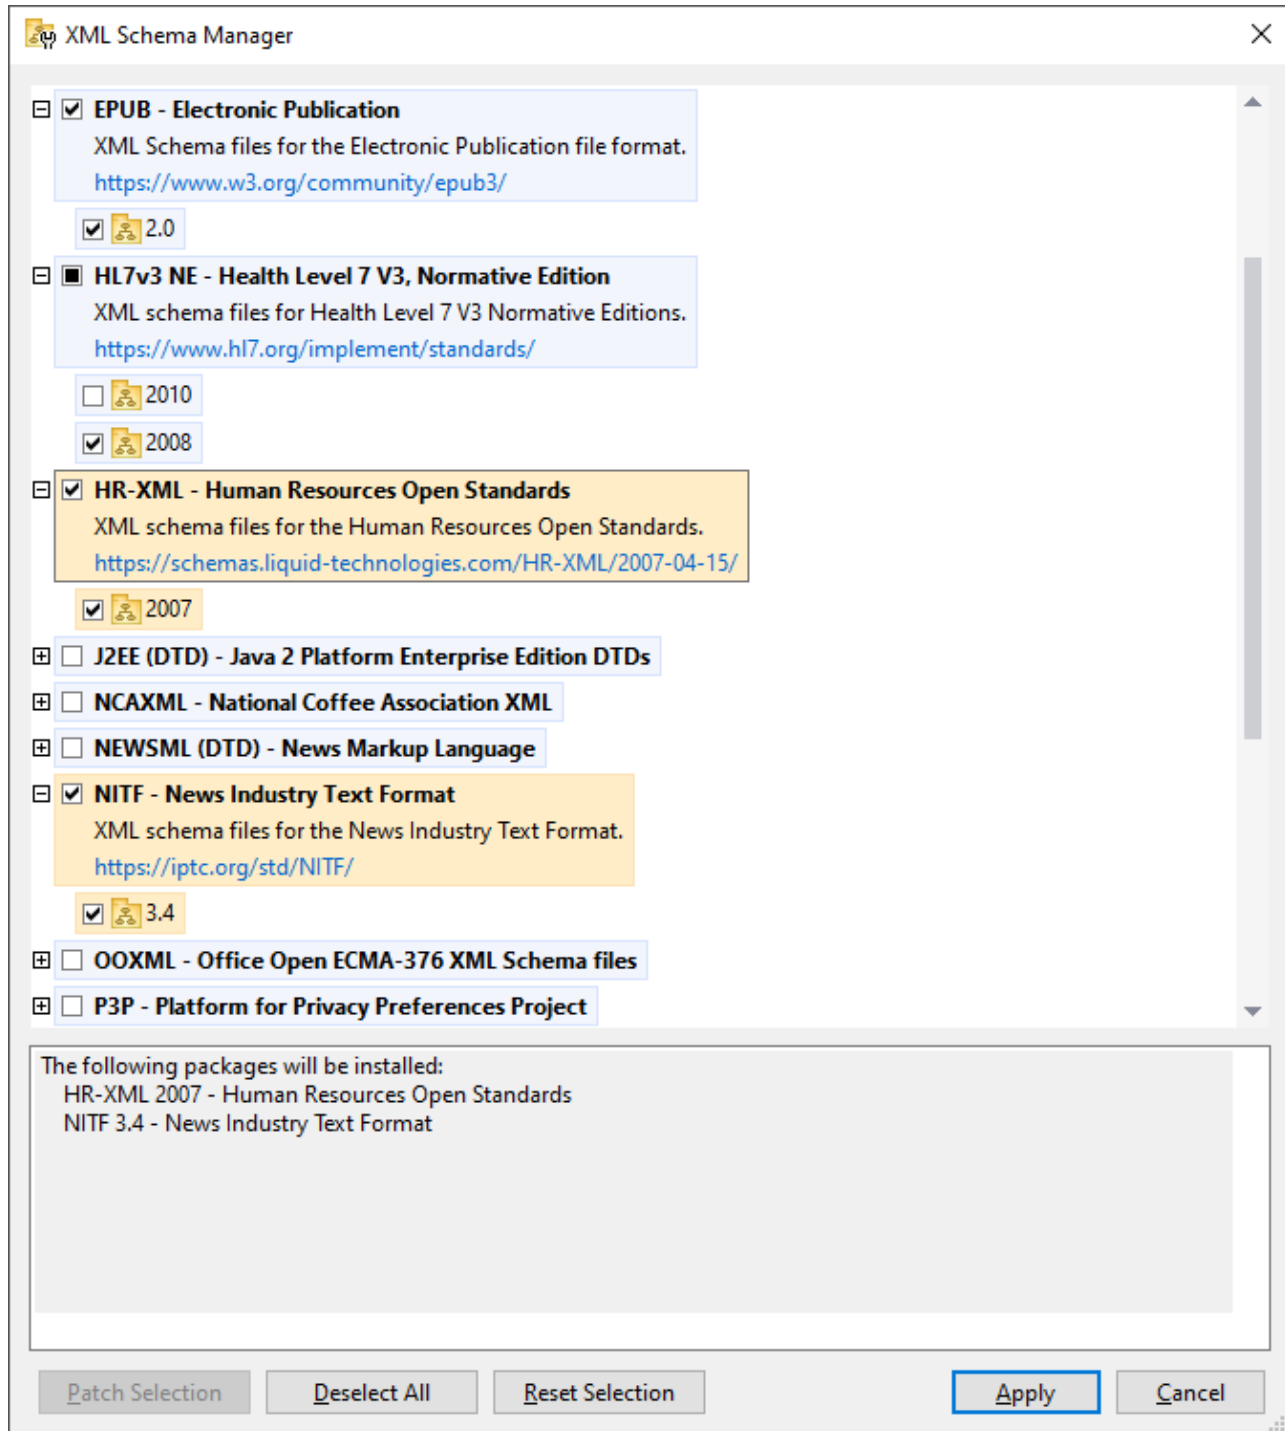 XML Schema Manager
EPUB - Electronic Publication
XML Schema files for the Electronic Publication file format.
https://www.w3.org/community/epub3/
2.0
HL7v3 NE - Health Level 7 V3, Normative Edition
XML schema files for Health Level 7 V3 Normative Editions.
https://www.hl7.org/implement/standards/
2010
2008
HR-XML - Human Resources Open Standards
XML schema files for the Human Resources Open Standards.
https://schemas.liquid-technologies.com/HR-XML/2007-04-15/
2007
J2EE (DTD) - Java 2 Platform Enterprise Edition DTDs
NCAXML - National Coffee Association XML
NEWSML (DTD) - News Markup Language
NITF - News Industry Text Format
XML schema files for the News Industry Text Format.
https://iptc.org/std/NITF/
3.4
OOXML - Office Open ECMA-376 XML Schema files
P3P - Platform for Privacy Preferences Project
The following packages will be installed:
HR-XML 2007 - Human Resources Open Standards
NITF 3.4 - News Industry Text Format
Patch Selection Deselect All Reset Selection Apply Cancel